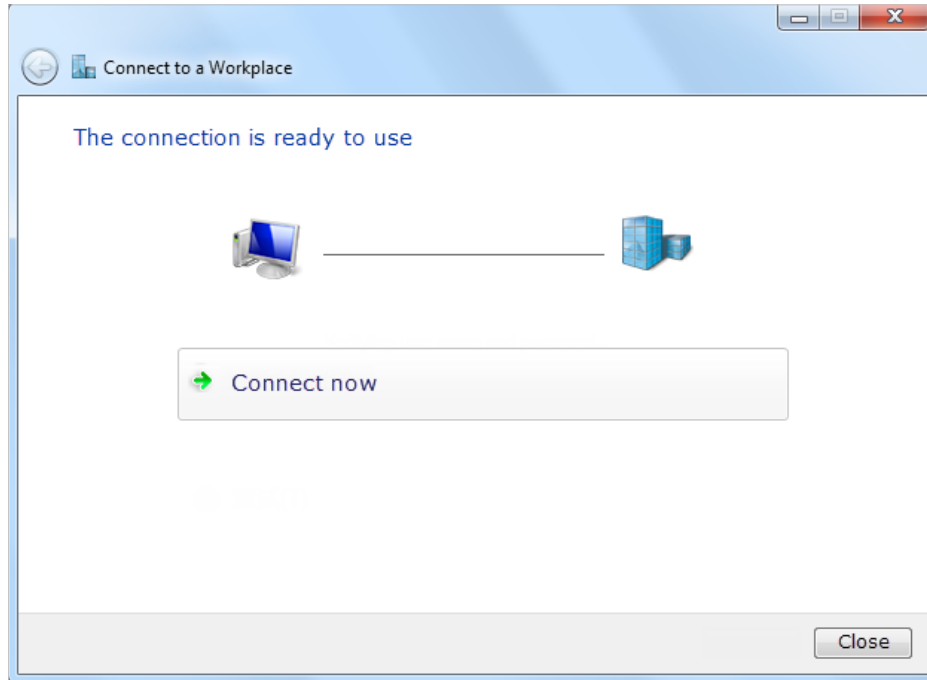 Connect to a Workplace
The connection is ready to use
Connect now
Close